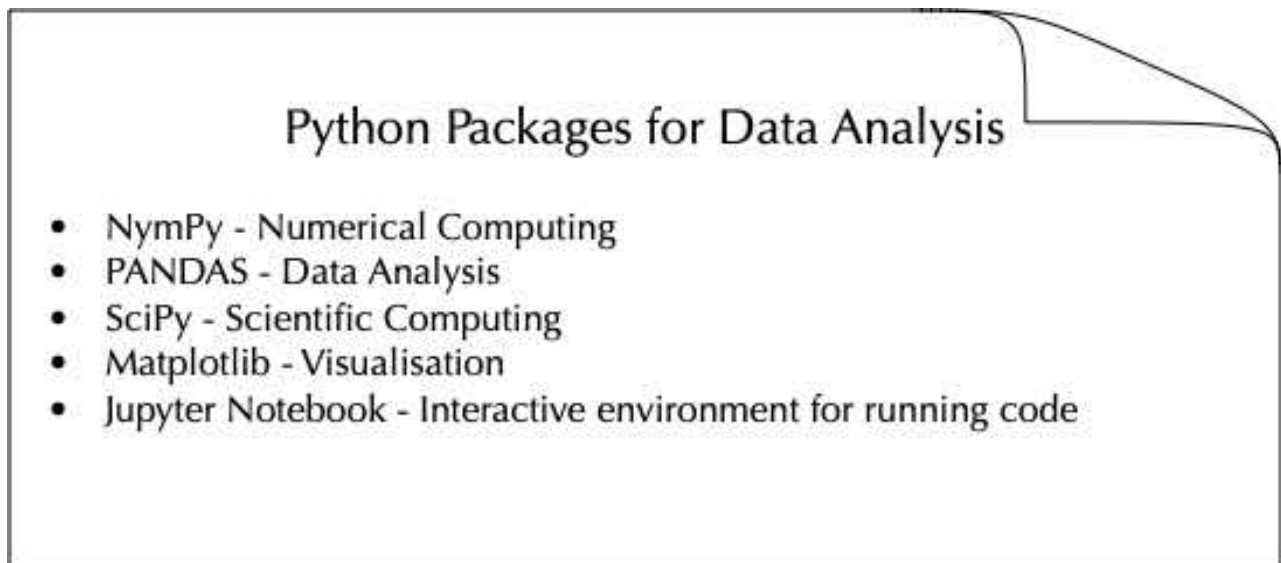 Python Packages for Data Analysis
• NymPy - Numerical Computing
• PANDAS - Data Analysis
• SciPy - Scientific Computing
• Matplotlib - Visualisation
• Jupyter Notebook - Interactive environment for running code